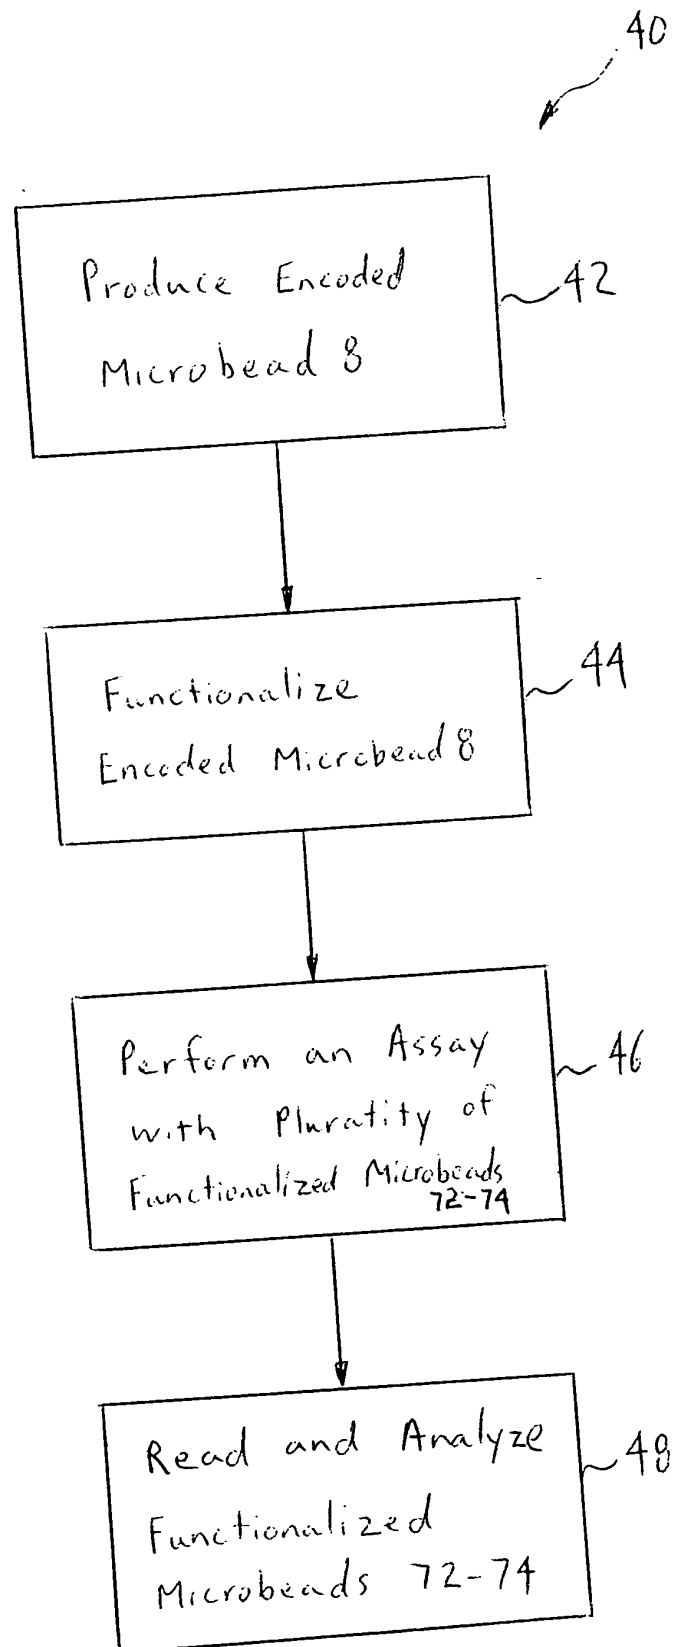 40
Produce Encoded
Microbead 8
42
Functionalize
Encoded Microbead 8
44
Perform an Assay
with Pluratity of
Functionalized Microbeads
72-74
46
Read and Analyze
Functionalized
Microbeads 72-74
48